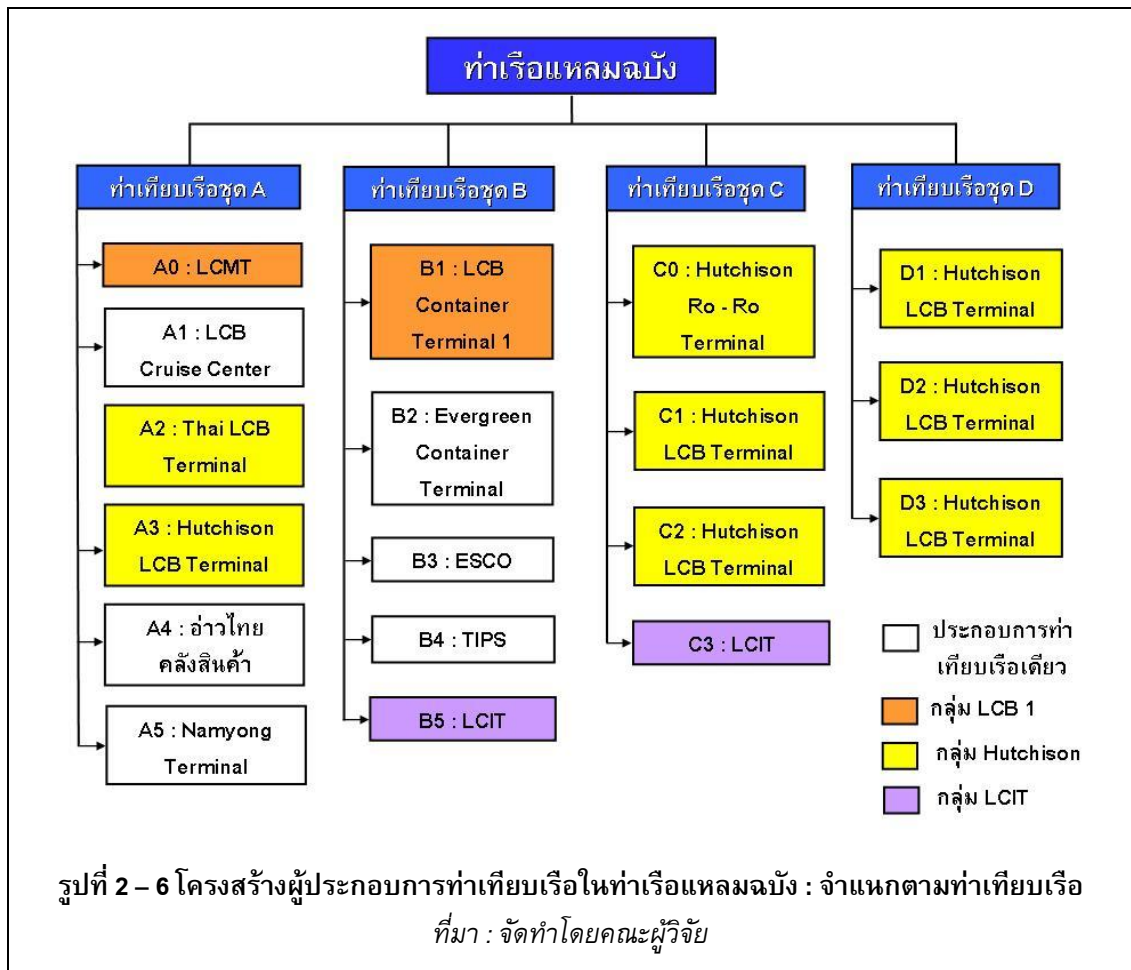 ท่าเรือแหลมฉบัง
ท่าเทียบเรือชุด A
A0 : LCMT
A1 : LCB
Cruise Center
A2 : Thai LCB
Terminal
A3 : Hutchison
LCB Terminal
A4 : อ่าวไทย
คลังสินค้า
A5 : Namyong
Terminal
ท่าเทียบเรือชุด B
B1 : LCB
Container
Terminal 1
B2 : Evergreen
Container
Terminal
B3 : ESCO
B4 : TIPS
B5 : LCIT
ท่าเทียบเรือชุด C
C0 : Hutchison
Ro - Ro
Terminal
C1 : Hutchison
LCB Terminal
C2 : Hutchison
LCB Terminal
C3 : LCIT
ท่าเทียบเรือชุด D
D1 : Hutchison
LCB Terminal
D2 : Hutchison
LCB Terminal
D3 : Hutchison
LCB Terminal
ประกอบการท่า
เทียบเรือเดียว
กลุ่ม LCB 1
กลุ่ม Hutchison
กลุ่ม LCIT
รูปที่ 2 – 6 โครงสร้างผู้ประกอบการท่าเทียบเรือในท่าเรือแหลมฉบัง : จำแนกตามท่าเทียบเรือ
ที่มา : จัดทำโดยคณะผู้วิจัย